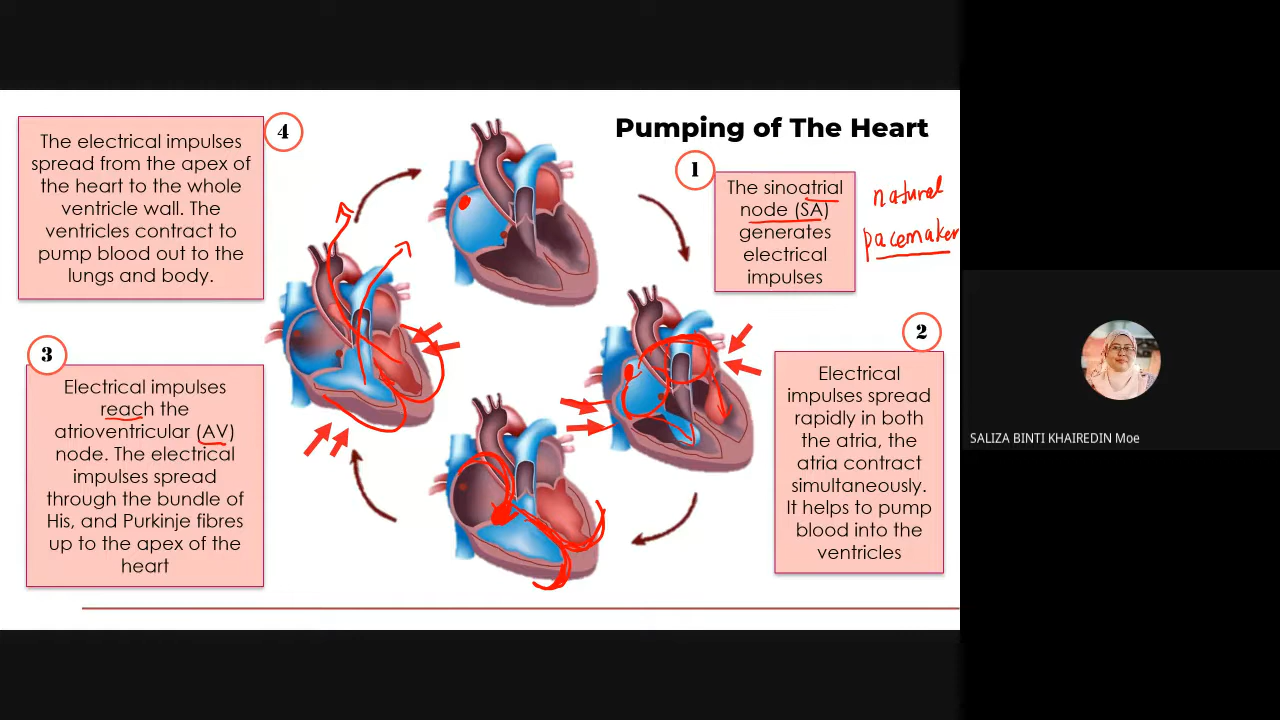 Pumping of The Heart
1
The sinoatrial
node (SA)
generates
electrical
impulses
natural
pacemaker
2
Electrical
impulses spread
rapidly in both
the atria, the
atria contract
simultaneously.
It helps to pump
blood into the
ventricles
3
Electrical impulses
reach the
atrioventricular (AV)
node. The electrical
impulses spread
through the bundle of
His, and Purkinje fibres
up to the apex of the
heart
4
The electrical impulses
spread from the apex of
the heart to the whole
ventricle wall. The
ventricles contract to
pump blood out to the
lungs and body.
SALIZA BINTI KHAIREDIN Moe